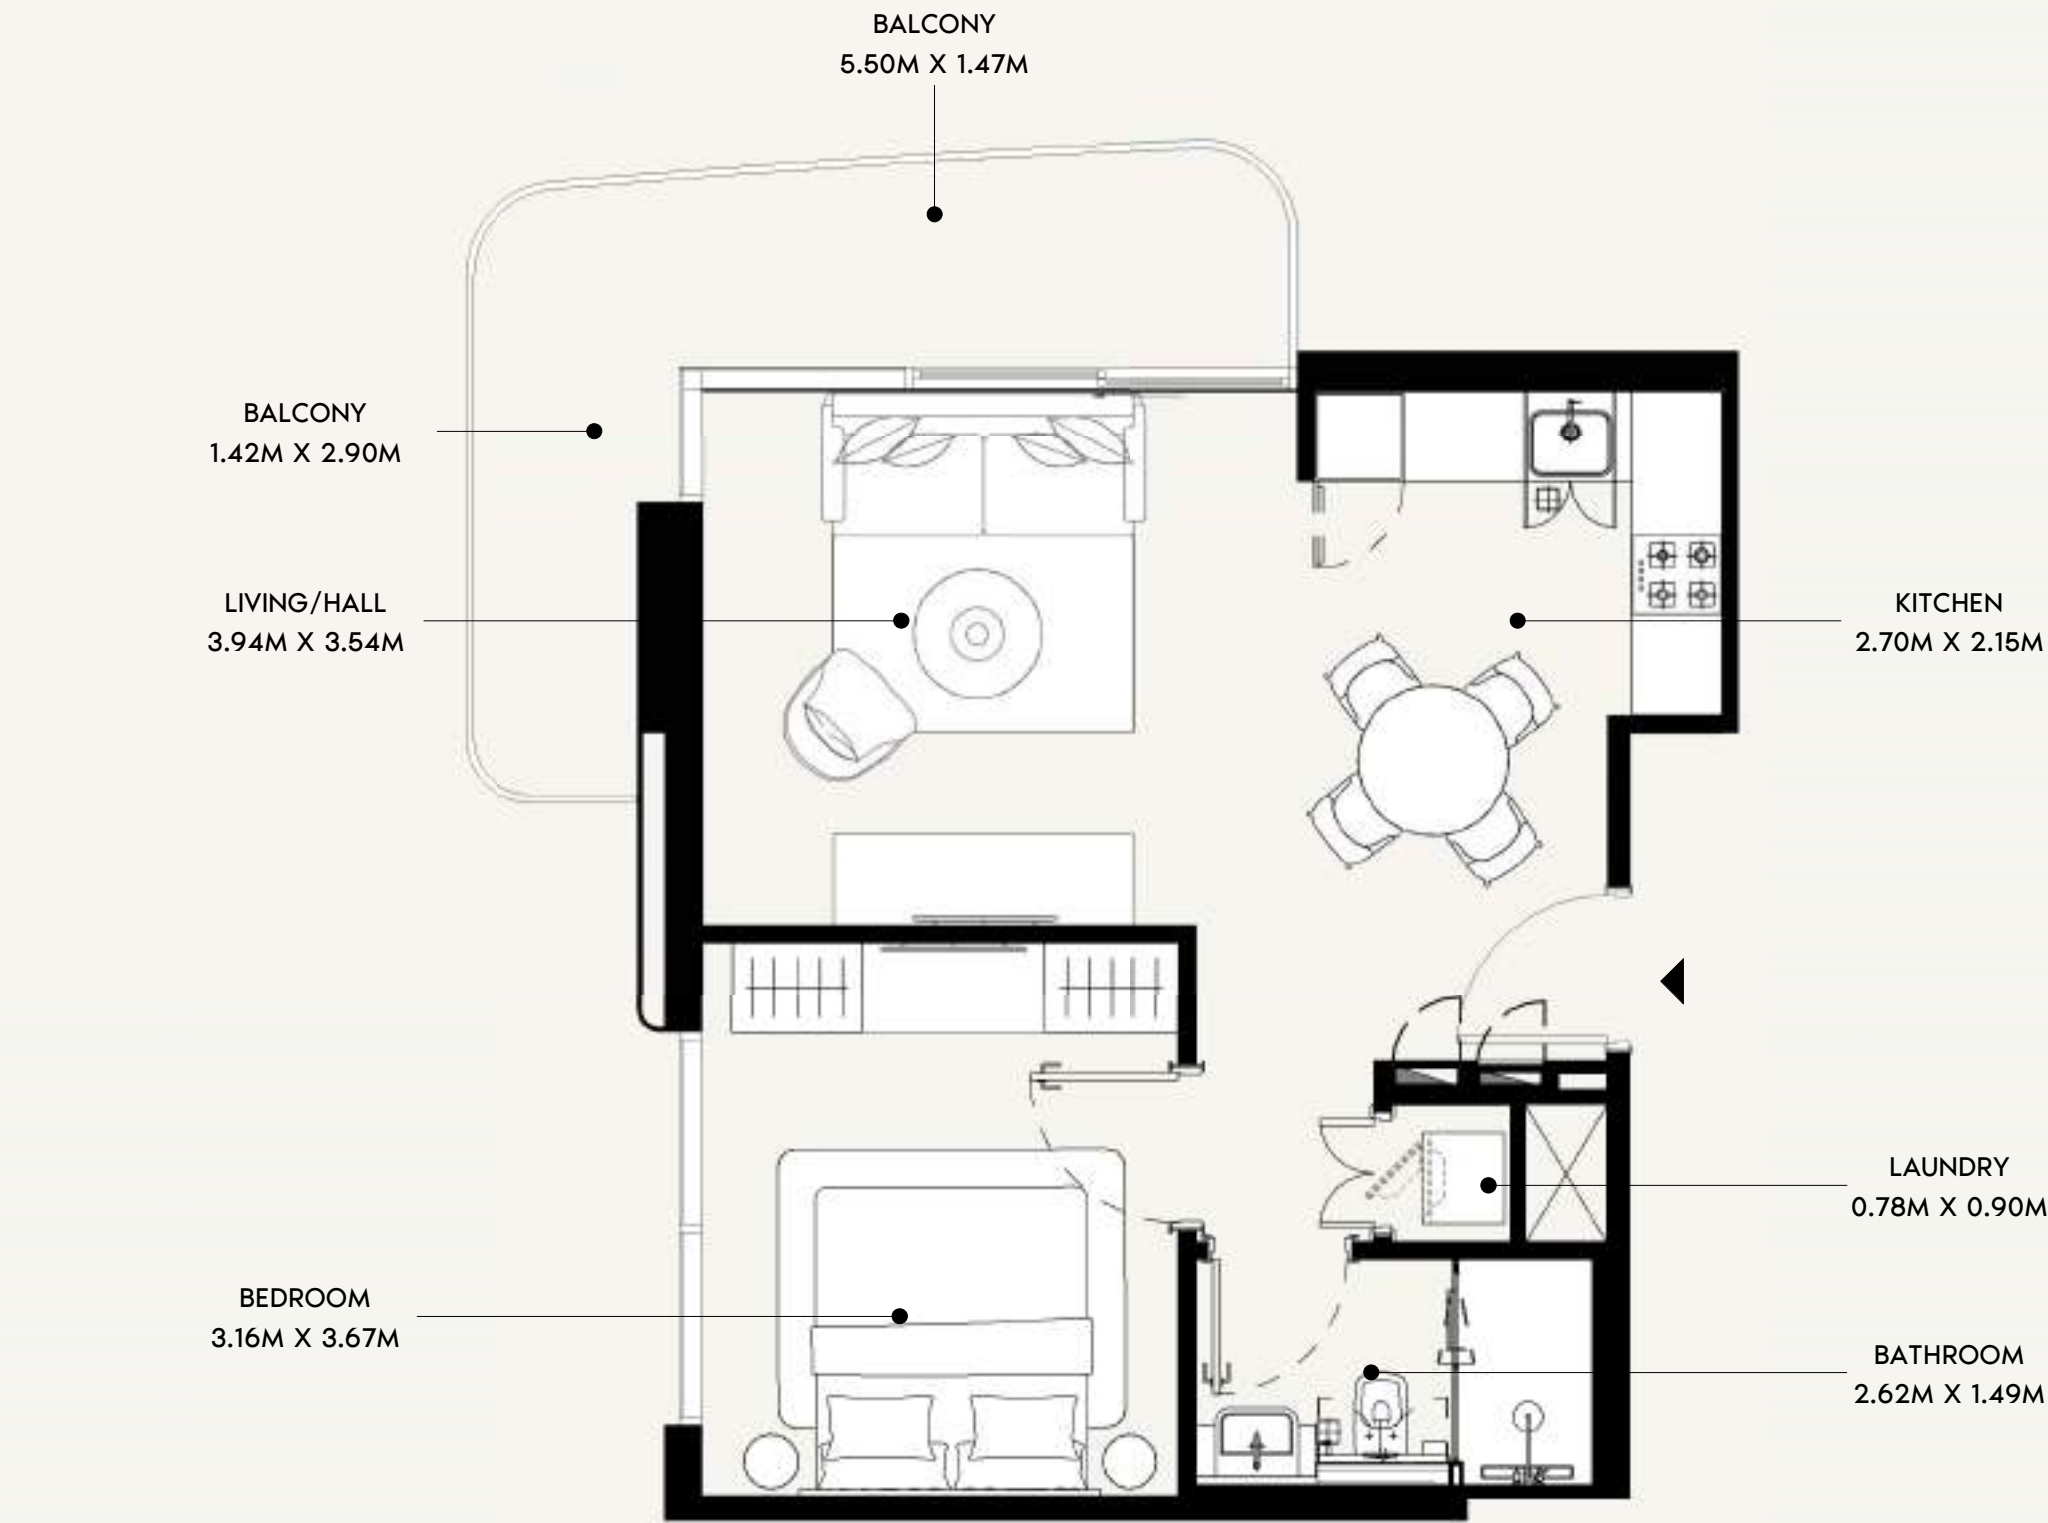 BALCONY
5.50M X 1.47M
BALCONY
1.42M X 2.90M
LIVING/HALL
3.94M X 3.54M
KITCHEN
2.70M X 2.15M
LAUNDRY
0.78M X 0.90M
BEDROOM
3.16M X 3.67M
BATHROOM
2.62M X 1.49M